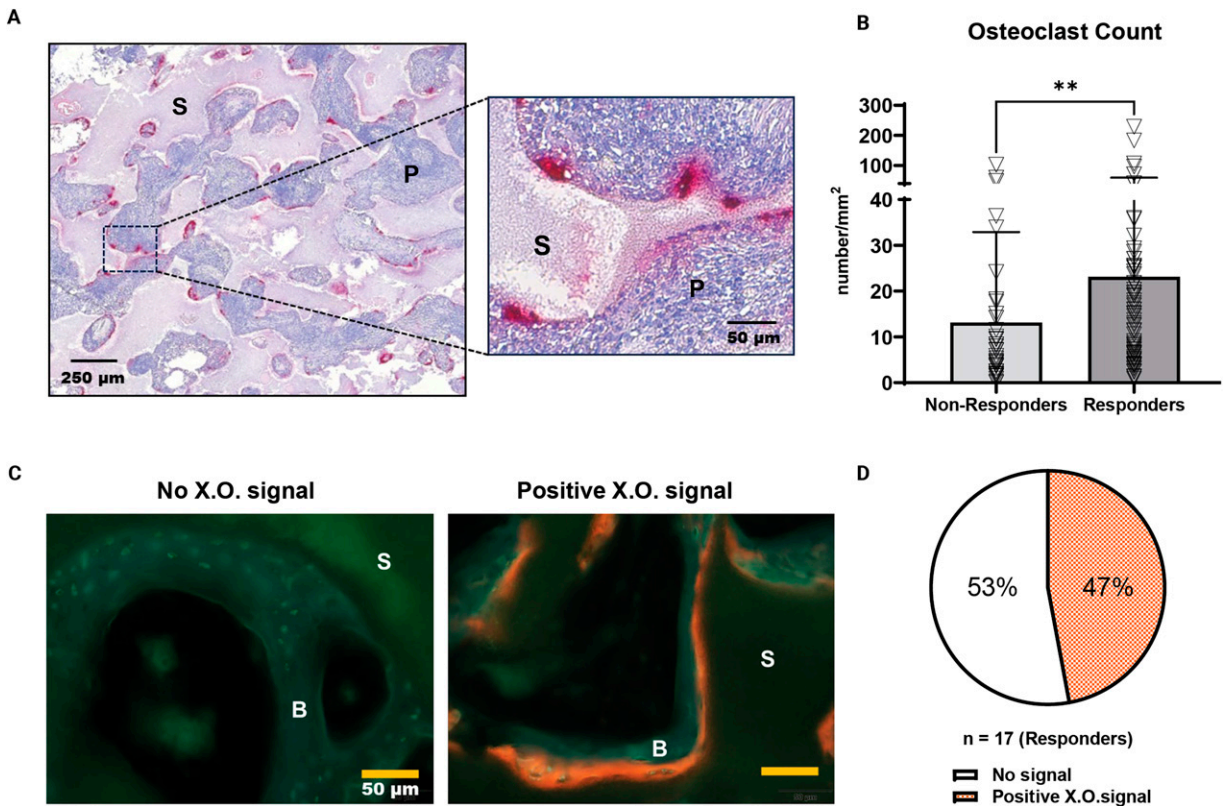 A
S
P
250 µm
S
P
50 µm
B
Osteoclast Count
**
300
200
100
40
30
20
10
0
number/mm²
Non-Responders
Responders
C
No X.O. signal
S
B
50 µm
Positive X.O. signal
S
B
D
53%
47%
n = 17 (Responders)
No signal
Positive X.O.signal